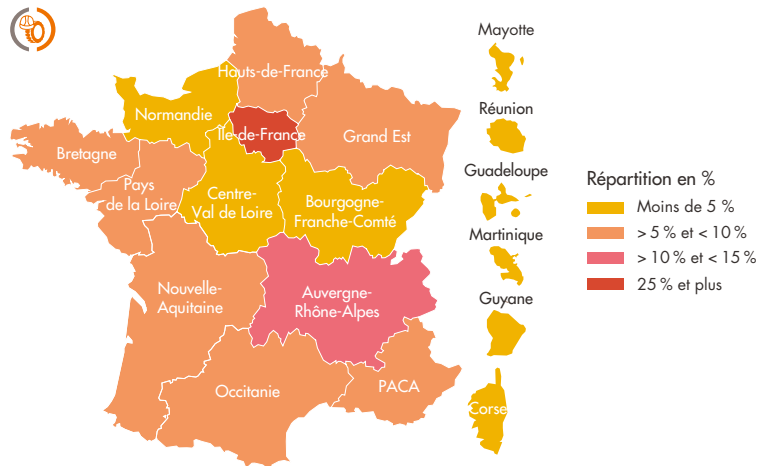 Mayotte
Hauts-de-France
Normandie
Réunion
Île-de-France
Grand Est
Bretagne
Guadeloupe
Pays
de la Loire
Centre-
Val de Loire
Bourgogne-
Franche-Comté
Martinique
Nouvelle-
Aquitaine
Auvergne-
Rhône-Alpes
Guyane
Occitanie
PACA
Corse
Répartition en %
Moins de 5 %
> 5 % et < 10 %
> 10 % et < 15 %
25 % et plus